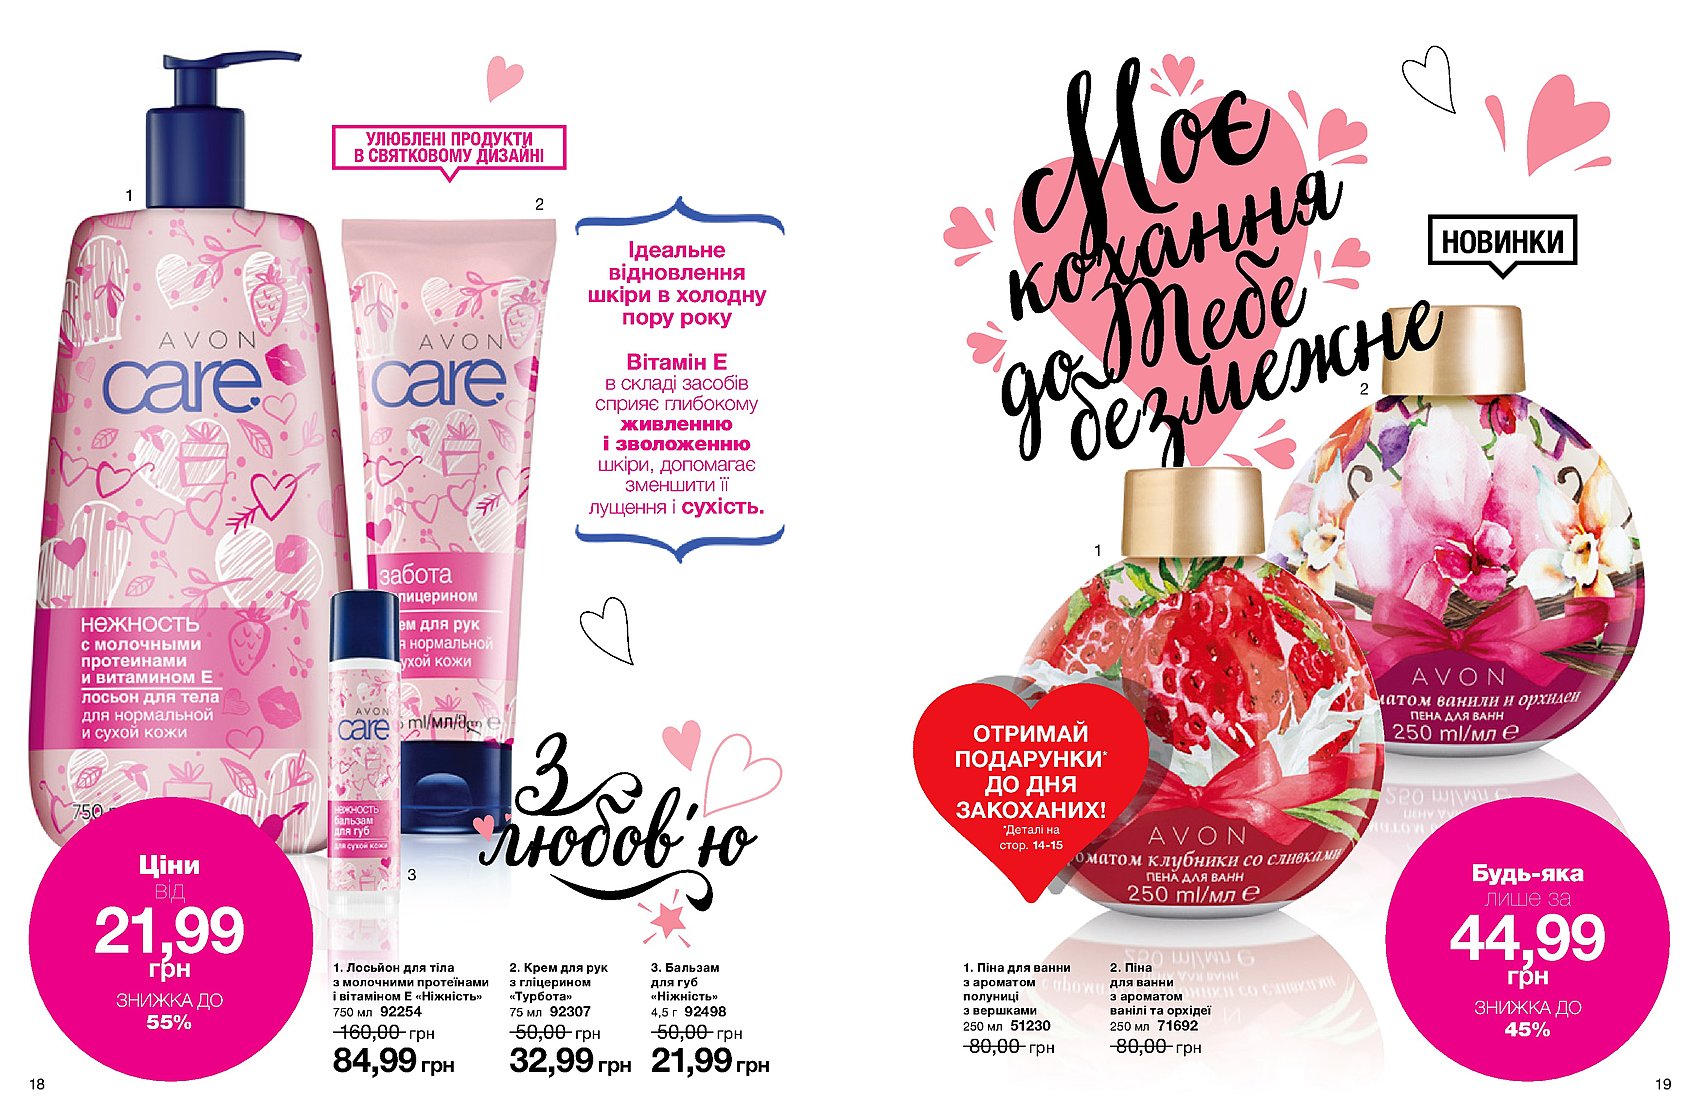 УЛЮБЛЕНІ ПРОДУКТИ
В СВЯТКОВОМУ ДИЗАЙНІ
1
2
Ідеальне
відновлення
шкіри в холодну
пору року
Вітамін Е
в складі засобів
сприяє глибокому
живленню
і зволоженню
шкіри, допомагає
зменшити її
лущення і сухість.
AVON
care
нежность
с молочными
протеинами
и витамином Е
лосьон для тела
для нормальной
и сухой кожи
750
AVON
care
забота
для рук
нормальной
кожи
ml/мл/
AVON
care
нежность
бальзам
для губ
для сухой кожи
3
З
любов'ю
Ціни
від
21,99
грн
ЗНИЖКА ДО
55%
1. Лосьйон для тіла
з молочними протеїнами
і вітаміном Е «Ніжність»
750 мл 92254
160,00 грн
84,99 грн
2. Крем для рук
з гліцерином
«Турбота»
75 мл 92307
50,00 грн
32,99 грн
3. Бальзам
для губ
«Ніжність»
4,5 г 92498
50,00 грн
21,99 грн
18
Моє
кохання
до Тебе
безмежне
НОВИНКИ
2
1
AVON
ванили и орхидеи
ПЕНА ДЛЯ ВАНН
250 ml/мл e
ОТРИМАЙ
ПОДАРУНКИ*
ДО ДНЯ
ЗАКОХАНИХ!
*Деталі на
стор. 14-15
AVON
клубники со сливками
ПЕНА ДЛЯ ВАНН
250 ml/мл e
1. Піна для ванни
з ароматом
полуниці
з вершками
250 мл 51230
80,00 грн
2. Піна
для ванни
з ароматом
ванілі та орхідеї
250 мл 71692
80,00 грн
Будь-яка
лише за
44,99
грн
ЗНИЖКА ДО
45%
19